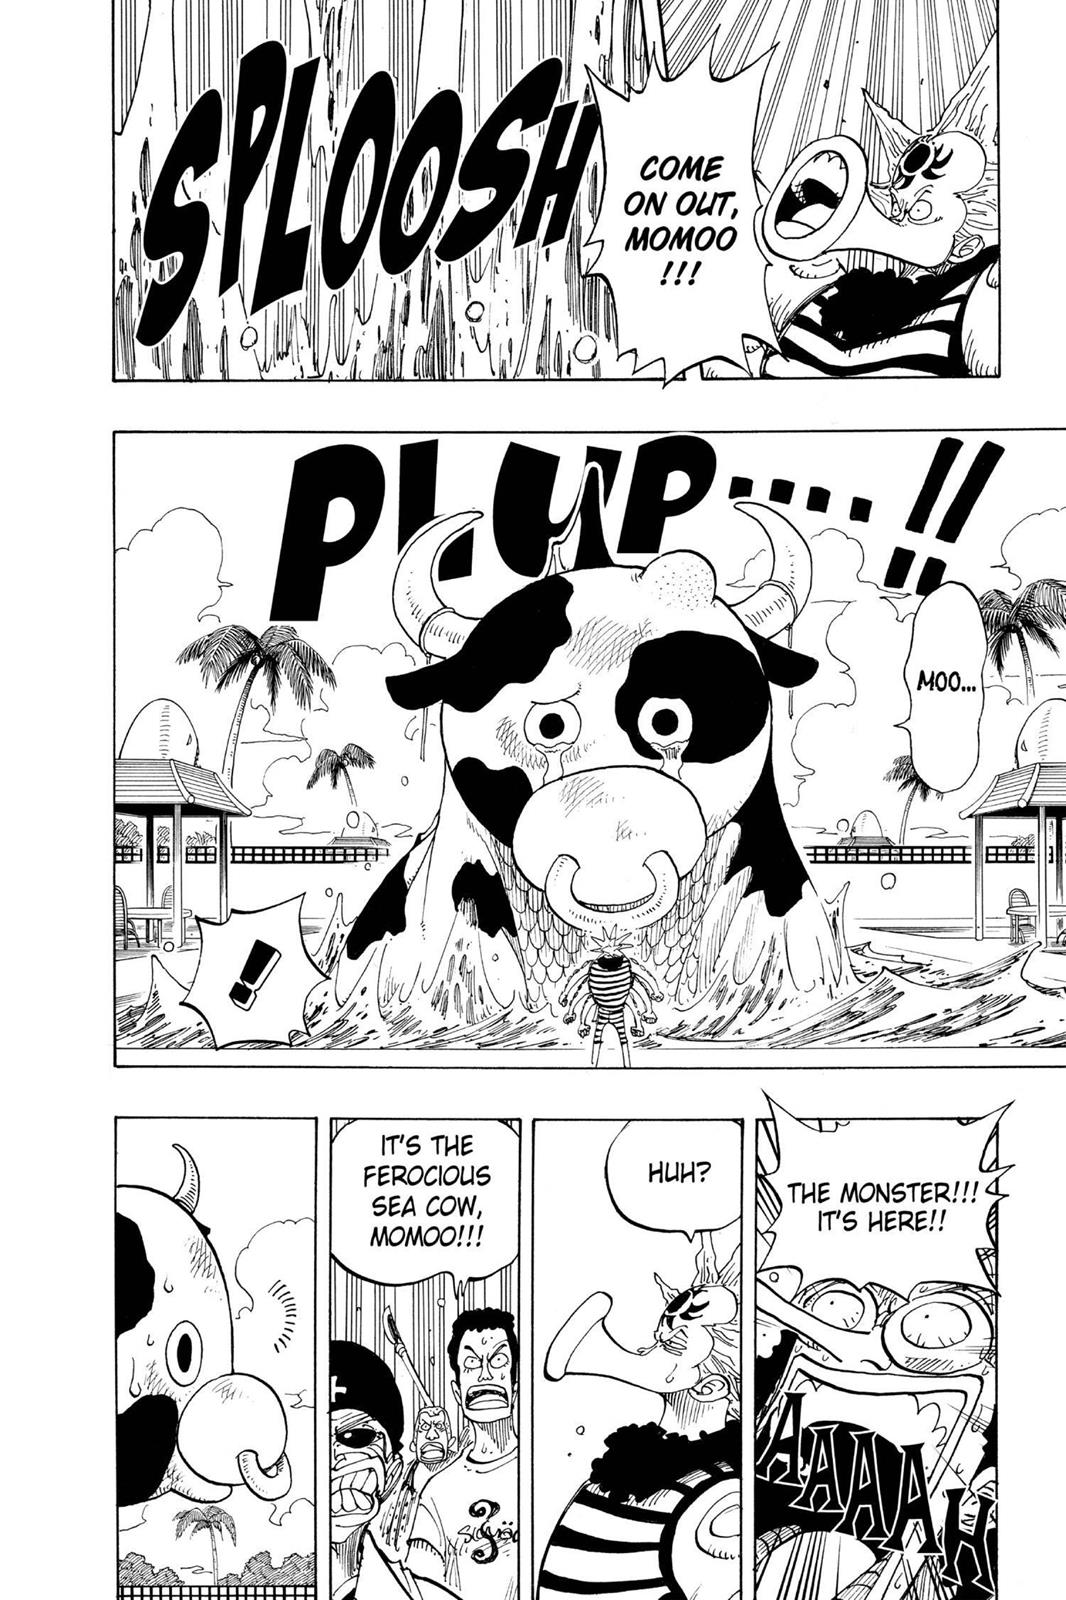 COME
ON OUT,
MOMOO
!!!
SPLOOSH
PLUP....!!
!!
MOO...
!
THE MONSTER!!!
IT'S HERE!!
AAAAAH
HUH?
IT'S THE
FEROCIOUS
SEA COW,
MOMOO!!!